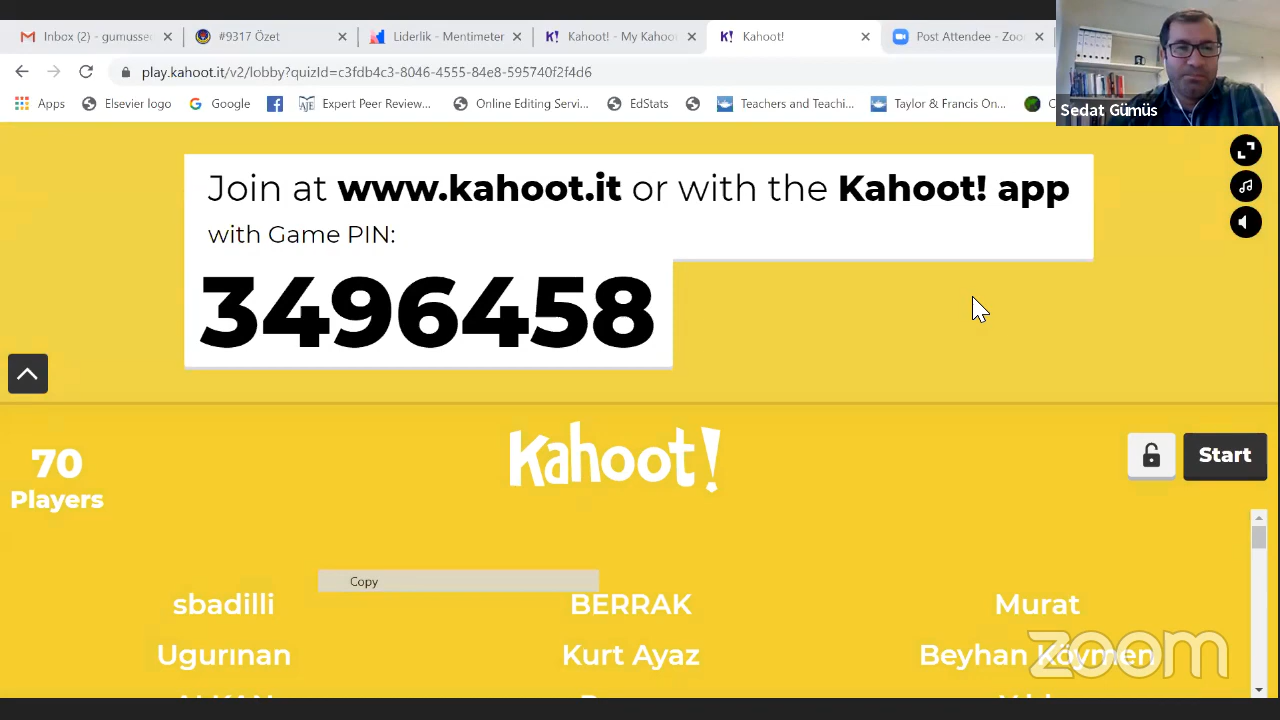 Inbox (2) - gumusse
#9317 Özet
Liderlik - Mentimeter
Kahoot! - My Kahoo
Kahoot!
Post Attendee - Zoo
play.kahoot.it/v2/lobby?quizId=c3fdb4c3-8046-4555-84e8-595740f2f4d6
Apps
Elsevier logo
Google
Expert Peer Review...
Online Editing Servi...
EdStats
Teachers and Teachi...
Taylor & Francis On...
Sedat Gümüs
Join at www.kahoot.it or with the Kahoot! app
with Game PIN:
3496458
70
Players
Kahoot!
Start
Copy
sbadilli
BERRAK
Murat
Ugurınan
Kurt Ayaz
Beyhan Köymen
zoom